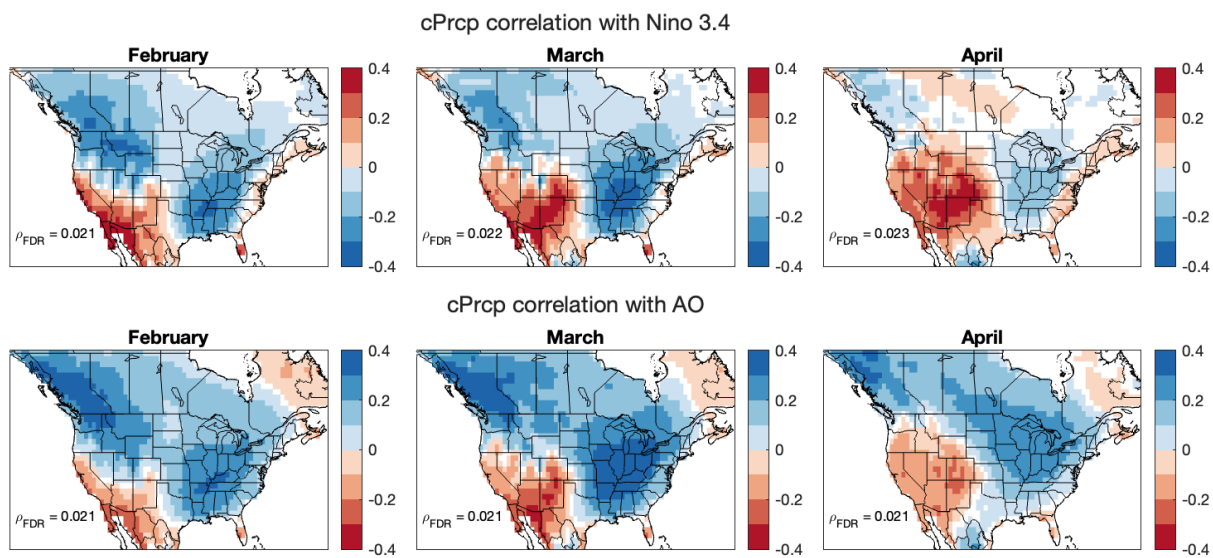 cPrcp correlation with Nino 3.4
February
March
April
0.4
0.2
0
-0.2
-0.4
ρFDR = 0.021
0.4
0.2
0
-0.2
-0.4
ρFDR = 0.022
0.4
0.2
0
-0.2
-0.4
ρFDR = 0.023
cPrcp correlation with AO
February
March
April
0.4
0.2
0
-0.2
-0.4
ρFDR = 0.021
0.4
0.2
0
-0.2
-0.4
ρFDR = 0.021
0.4
0.2
0
-0.2
-0.4
ρFDR = 0.021